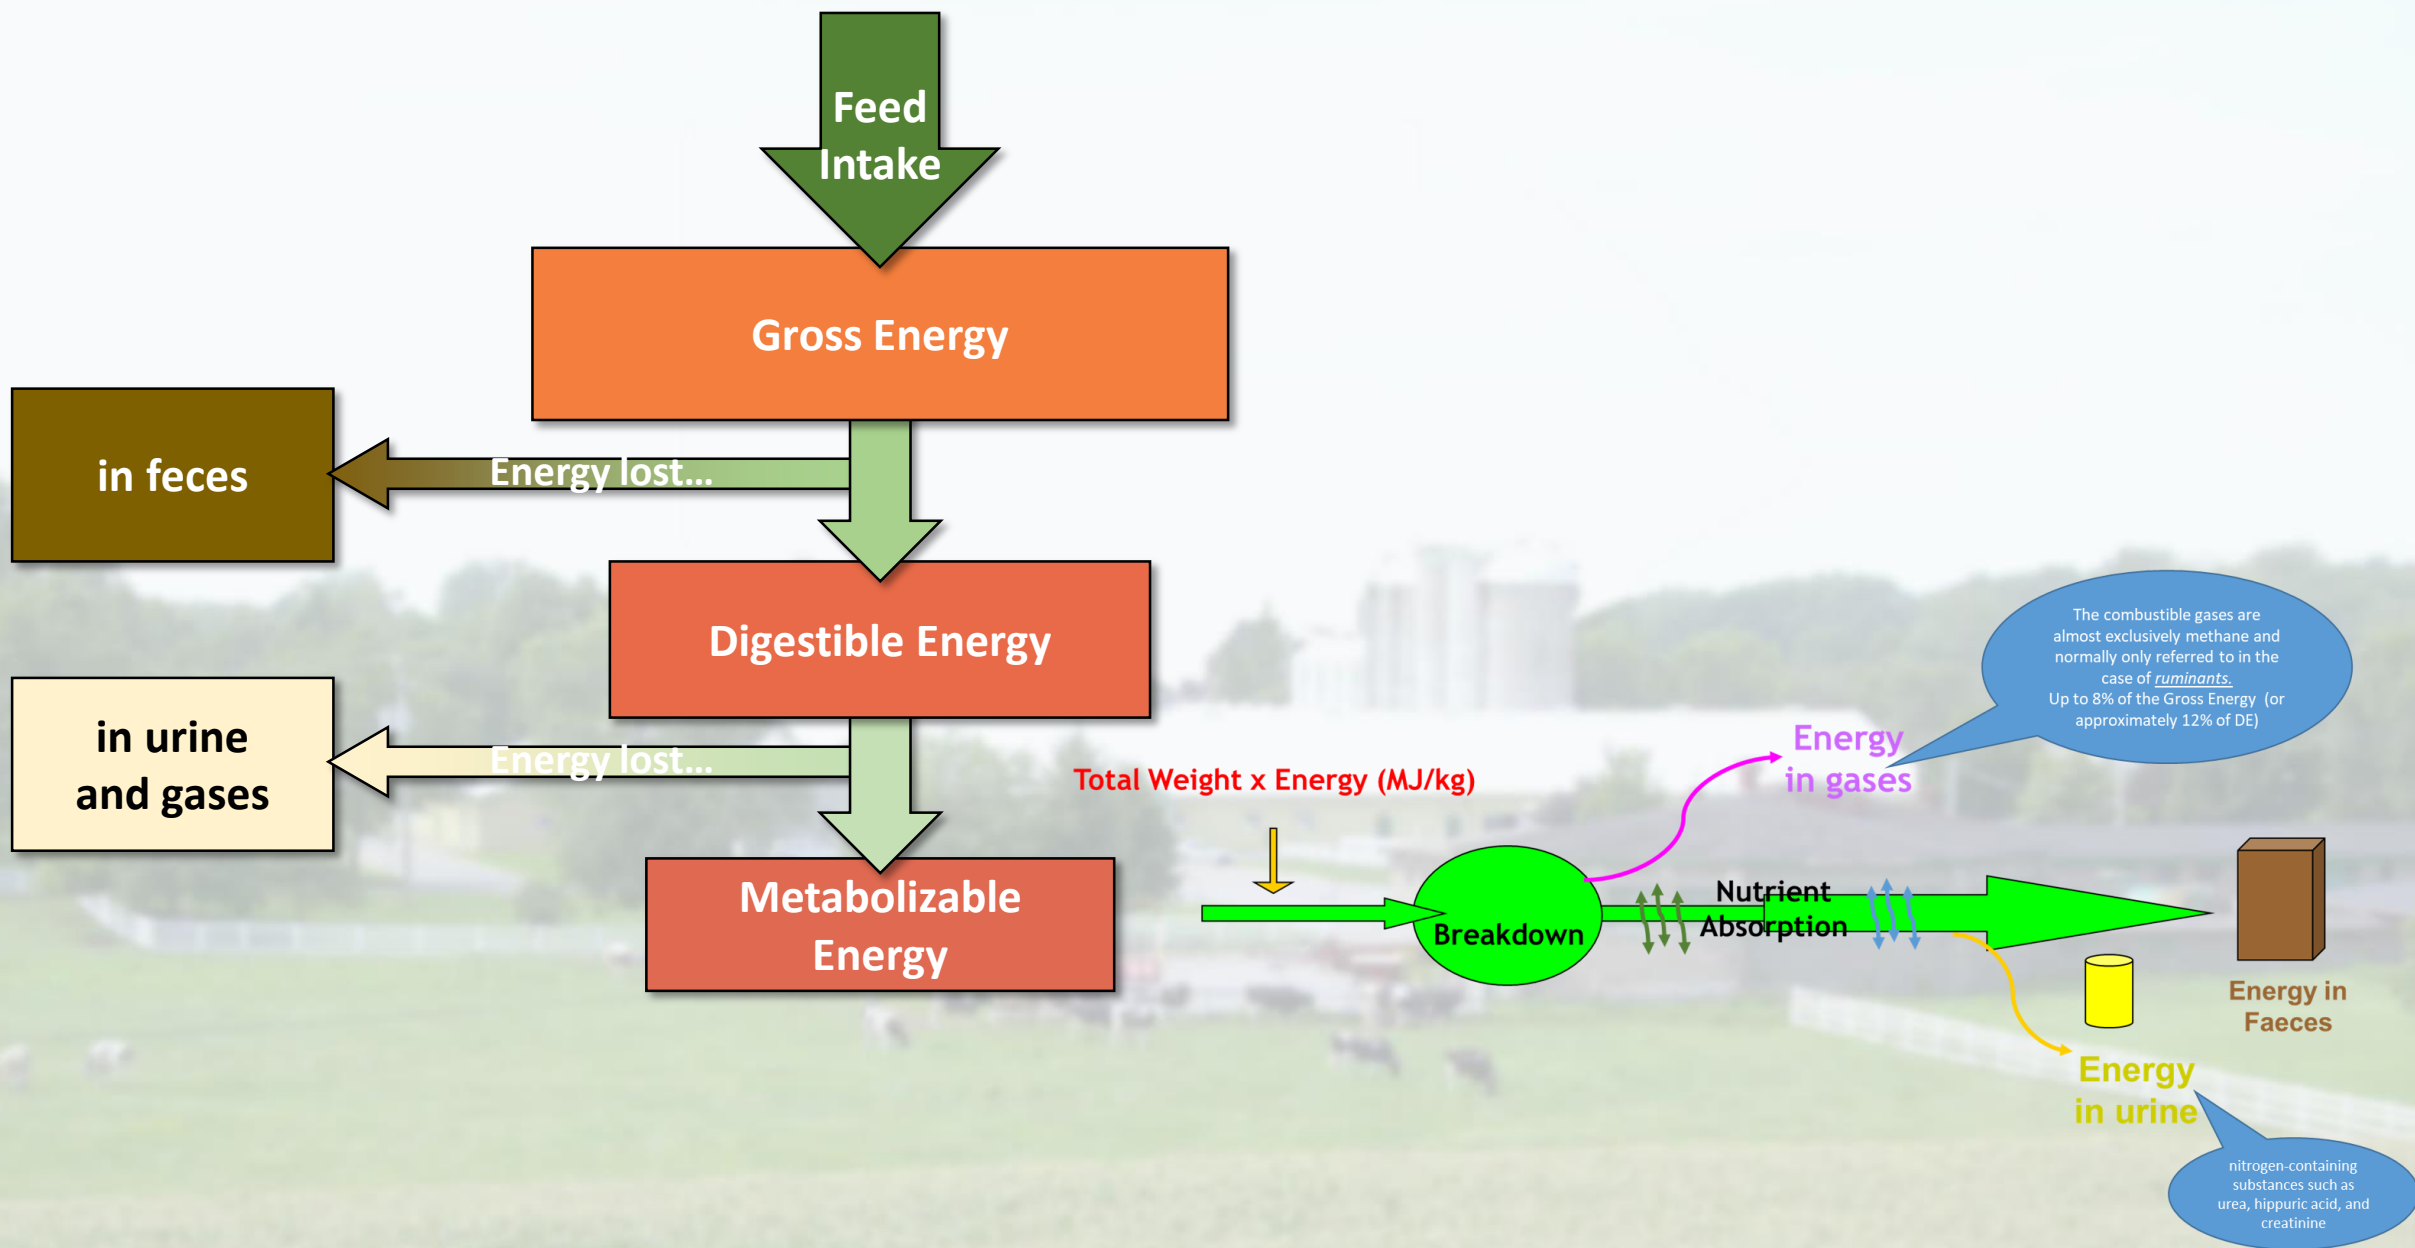 Feed
Intake
Gross Energy
in feces
Energy lost...
Digestible Energy
in urine
and gases
Energy lost...
Metabolizable
Energy
The combustible gases are
almost exclusively methane and
normally only referred to in the
case of ruminants.
Up to 8% of the Gross Energy (or
approximately 12% of DE)
Energy
in gases
Total Weight x Energy (MJ/kg)
Breakdown
Nutrient
Absorption
Energy in
Faeces
Energy
in urine
nitrogen-containing
substances such as
urea, hippuric acid, and
creatinine